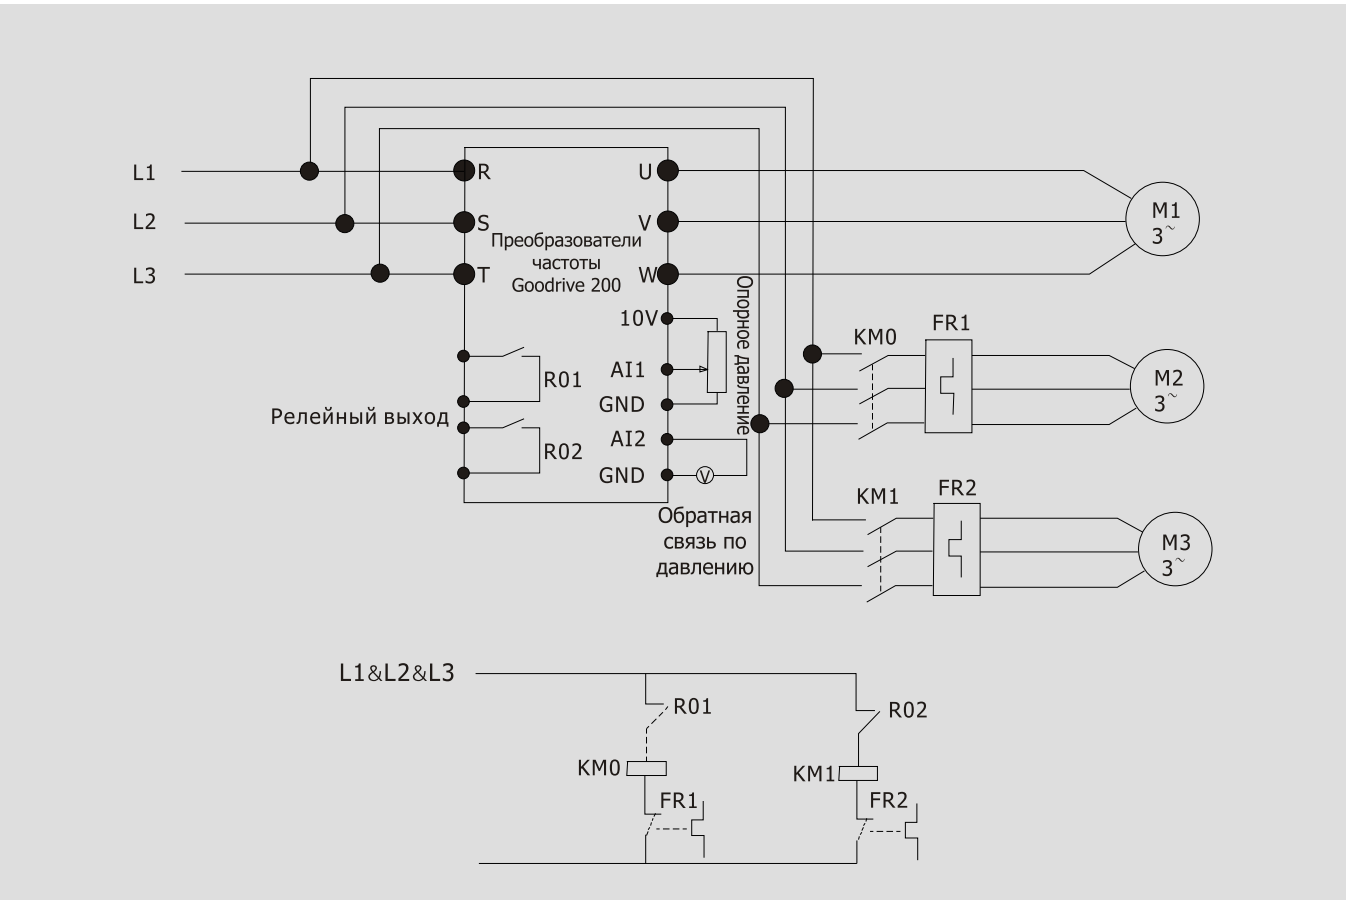 L1
L2
L3
R
S
T
U
V
W
Преобразователи
частоты
Goodrive 200
10V
AI1
GND
AI2
GND
V
R01
R02
Релейный выход
Опорное давление
Обратная
связь по
давлению
M1
3~
KM0
FR1
M2
3~
KM1
FR2
M3
3~
L1&L2&L3
R01
R02
KM0
KM1
FR1
FR2